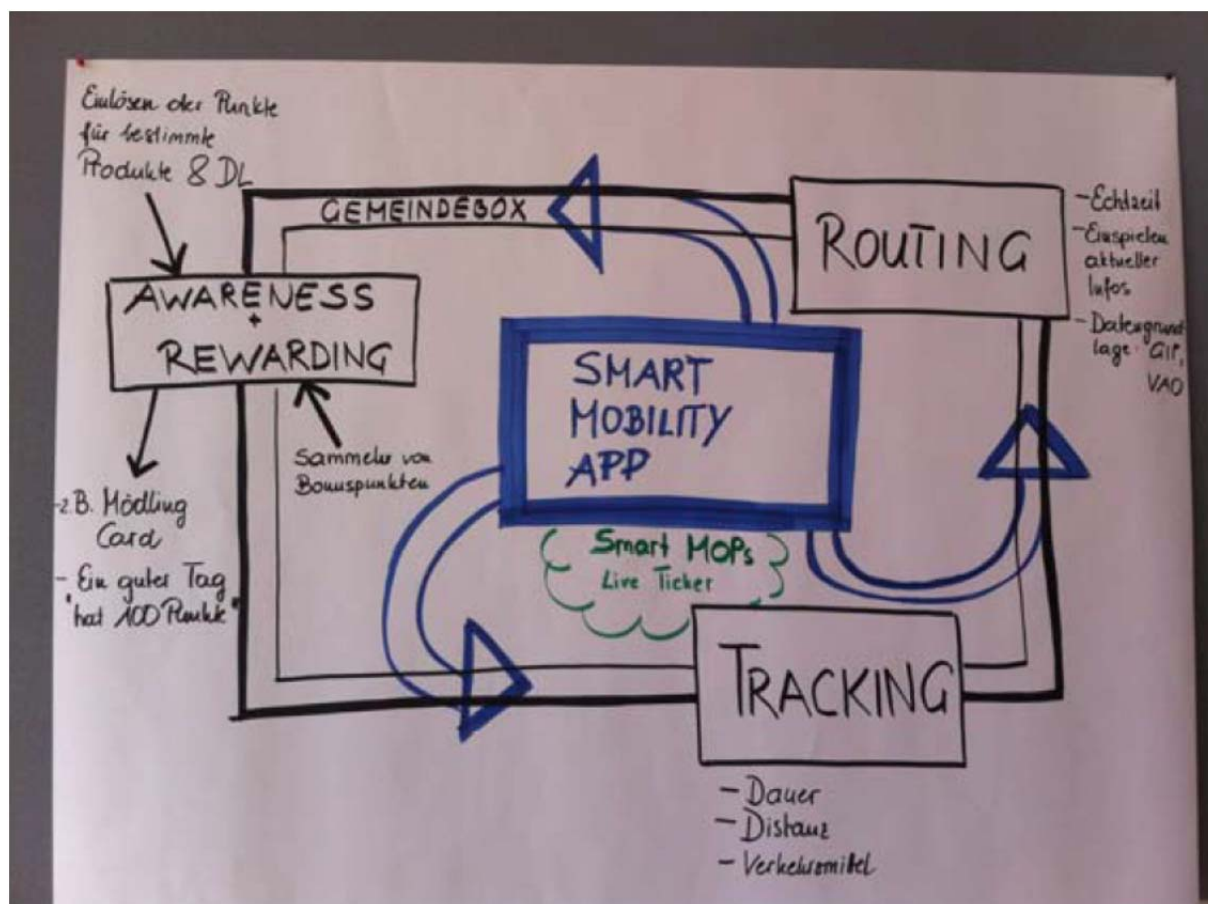 Einlösen der Punkte
für bestimmte
Produkte & DL
GEMEINDEBOX
AWARENESS
+
REWARDING
ROUTING
- Echtzeit
- Einspielen
aktueller
Infos
- Datengrund-
lage: GIP,
VAO
SMART
MOBILITY
APP
Sammeln von
Bonuspunkten
- z.B. Mödling
Card
- Ein guter Tag
"hat 100 Punkte"
Smart MOPs
Live Ticker
TRACKING
- Dauer
- Distanz
- Verkehrsmittel